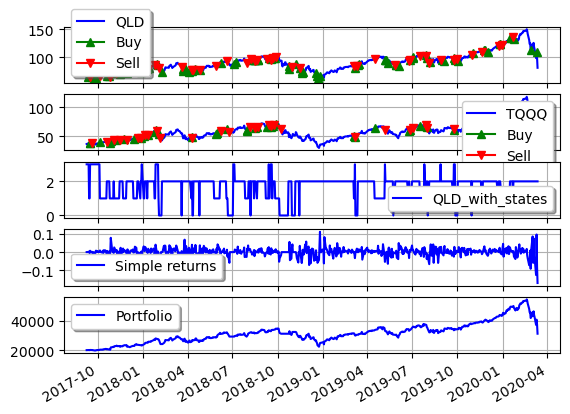 QLD
Buy
Sell
150
100
TQQQ
Buy
Sell
100
50
QLD_with_states
2
0
Simple returns
0.1
0.0
−0.1
Portfolio
40000
20000
2017-10
2018-01
2018-04
2018-07
2018-10
2019-01
2019-04
2019-07
2019-10
2020-01
2020-04